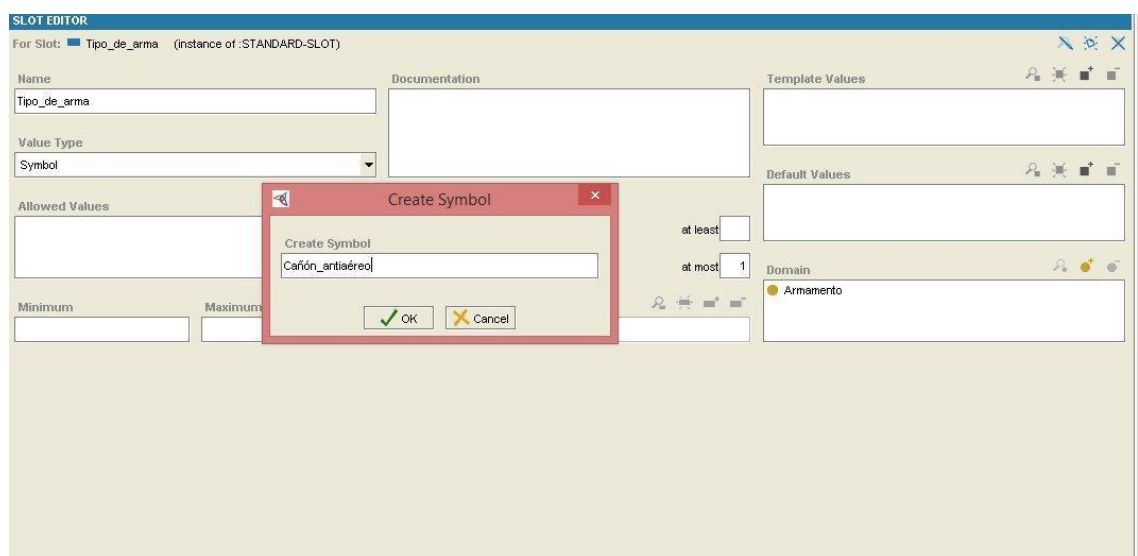 SLOT EDITOR
For Slot: Tipo_de_arma (instance of :STANDARD-SLOT)
Name
Documentation
Template Values
Tipo_de_arma
Value Type
Symbol
Default Values
Create Symbol
Allowed Values
at least
Create Symbol
Cañón_antiaéreo
at most 1
Domain
Armamento
Minimum
Maximum
OK
Cancel